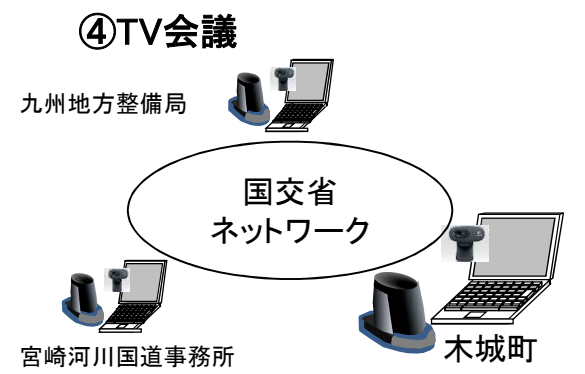 ④TV会議
九州地方整備局
国交省
ネットワーク
木城町
宮崎河川国道事務所